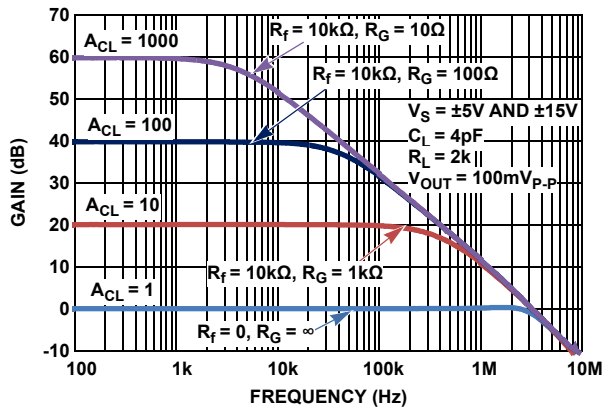 70
60
50
40
30
20
10
0
-10
GAIN (dB)
A_CL = 1000
R_f = 10kΩ, R_G = 10Ω
R_f = 10kΩ, R_G = 100Ω
A_CL = 100
V_S = ±5V AND ±15V
C_L = 4pF
R_L = 2k
V_OUT = 100mV_P-P
A_CL = 10
R_f = 10kΩ, R_G = 1kΩ
A_CL = 1
R_f = 0, R_G = ∞
100 1k 10k 100k 1M 10M
FREQUENCY (Hz)